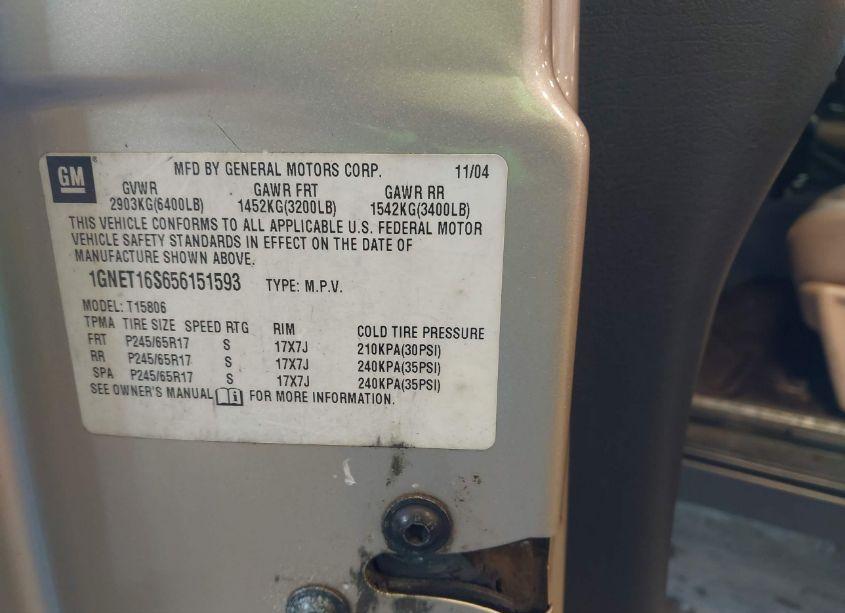 GM
MFD BY GENERAL MOTORS CORP. 11/04
GVWR GAWR FRT GAWR RR
2903KG(6400LB) 1452KG(3200LB) 1542KG(3400LB)
THIS VEHICLE CONFORMS TO ALL APPLICABLE U.S. FEDERAL MOTOR
VEHICLE SAFETY STANDARDS IN EFFECT ON THE DATE OF
MANUFACTURE SHOWN ABOVE.
1GNET16S656151593 TYPE: M.P.V.
MODEL: T15806
TPMA TIRE SIZE SPEED RTG RIM COLD TIRE PRESSURE
FRT P245/65R17 S 17X7J 210KPA(30PSI)
RR P245/65R17 S 17X7J 240KPA(35PSI)
SPA P245/65R17 S 17X7J 240KPA(35PSI)
SEE OWNER'S MANUAL FOR MORE INFORMATION.